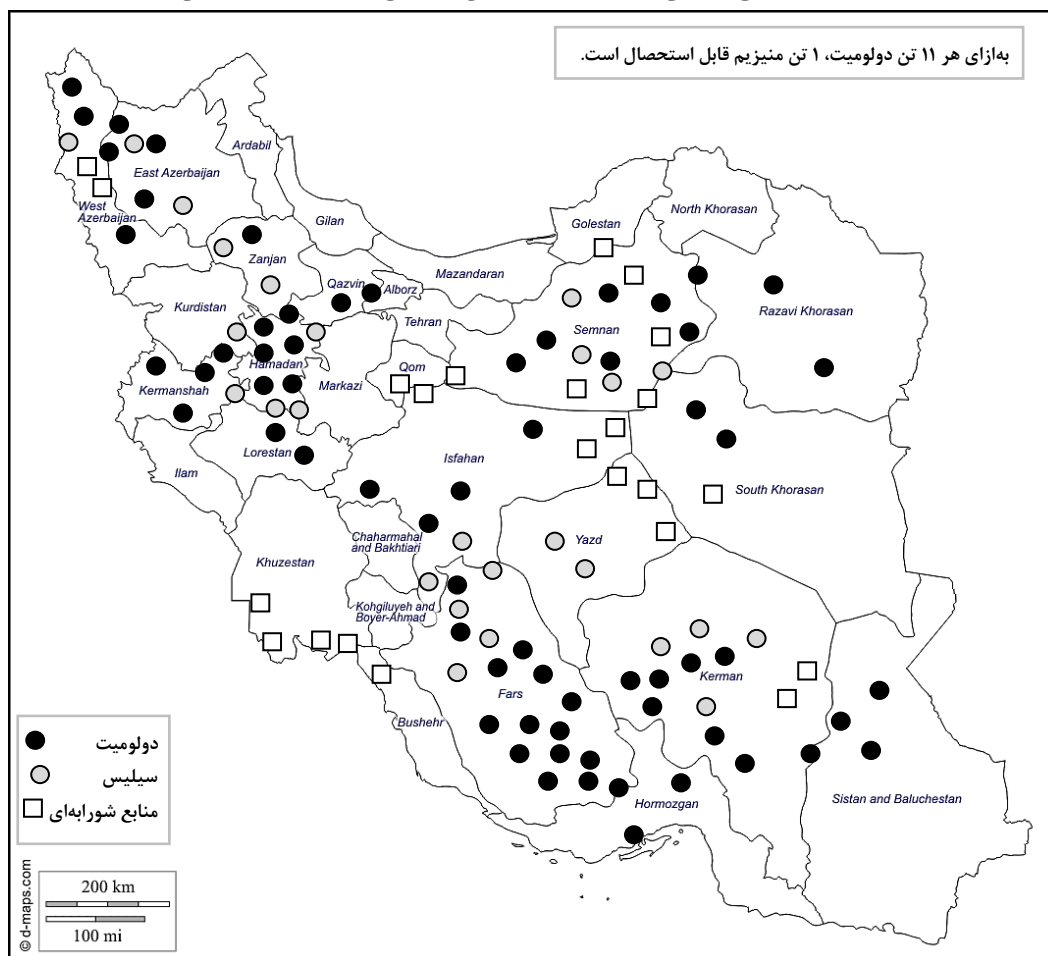 به‌ازای هر ۱۱ تن دولومیت، ۱ تن منیزیم قابل استحصال است.
Ardabil
East Azerbaijan
West
Azerbaijan
Gilan
Golestan
North Khorasan
Zanjan
Mazandaran
Qazvin
Alborz
Kurdistan
Razavi Khorasan
Tehran
Semnan
Hamadan
Qom
Kermanshah
Markazi
Lorestan
Isfahan
Ilam
South Khorasan
Chaharmahal
and Bakhtiari
Yazd
Khuzestan
Kohgiluyeh and
Boyer-Ahmad
Kerman
Fars
Bushehr
Hormozgan
Sistan and Baluchestan
دولومیت
سیلیس
منابع شورابه‌ای
200 km
100 mi
© d-maps.com